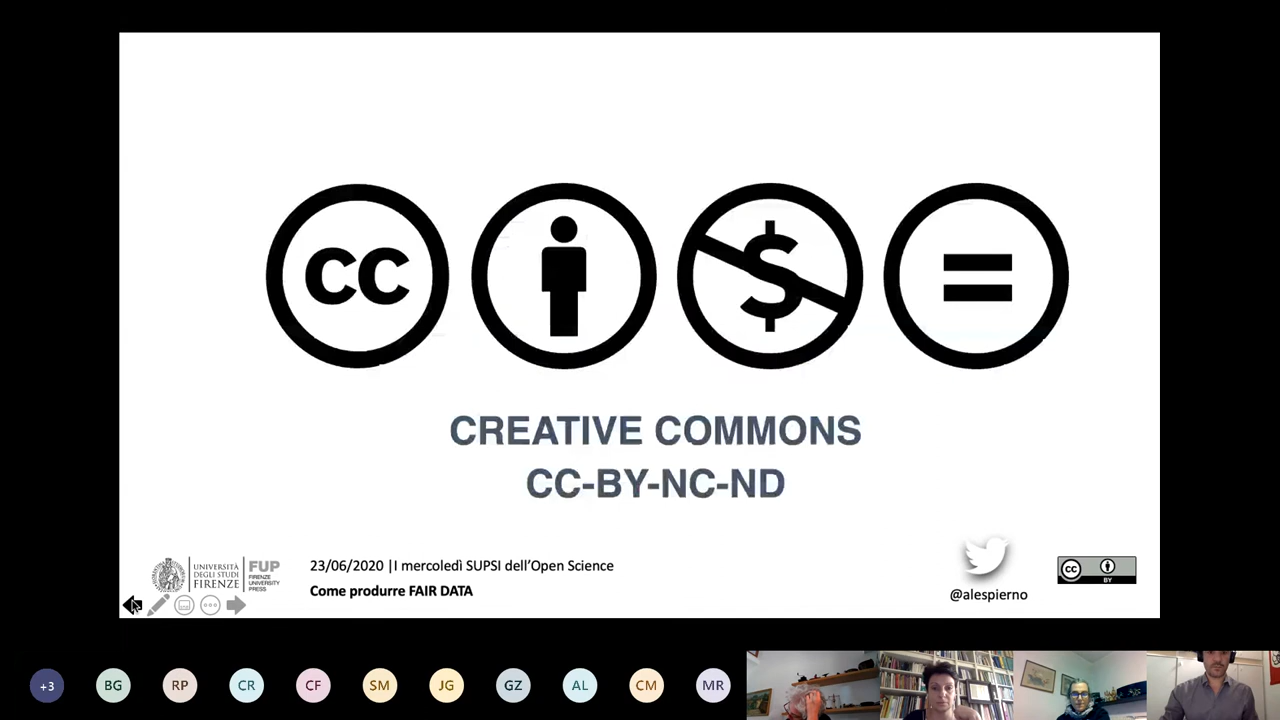 CC
$
=
CREATIVE COMMONS
CC-BY-NC-ND
UNIVERSITÀ
DEGLI STUDI
FIRENZE
FUP
FIRENZE
UNIVERSITY
PRESS
23/06/2020 |I mercoledì SUPSI dell'Open Science
Come produrre FAIR DATA
@alespierno
CC
BY
+3 BG RP CR CF SM JG GZ AL CM MR